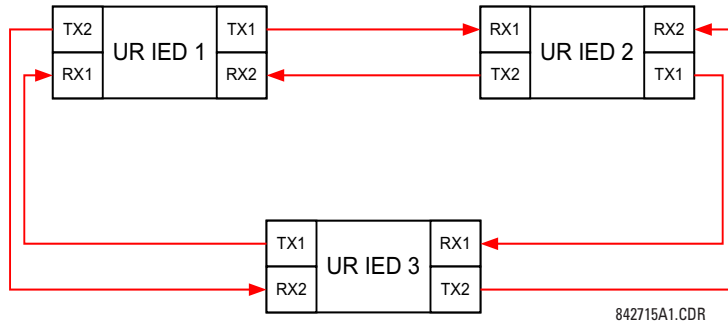 TX2 UR IED 1 TX1
RX1 RX2
RX1 UR IED 2 RX2
TX2 TX1
TX1 UR IED 3 RX1
RX2 TX2
842715A1.CDR